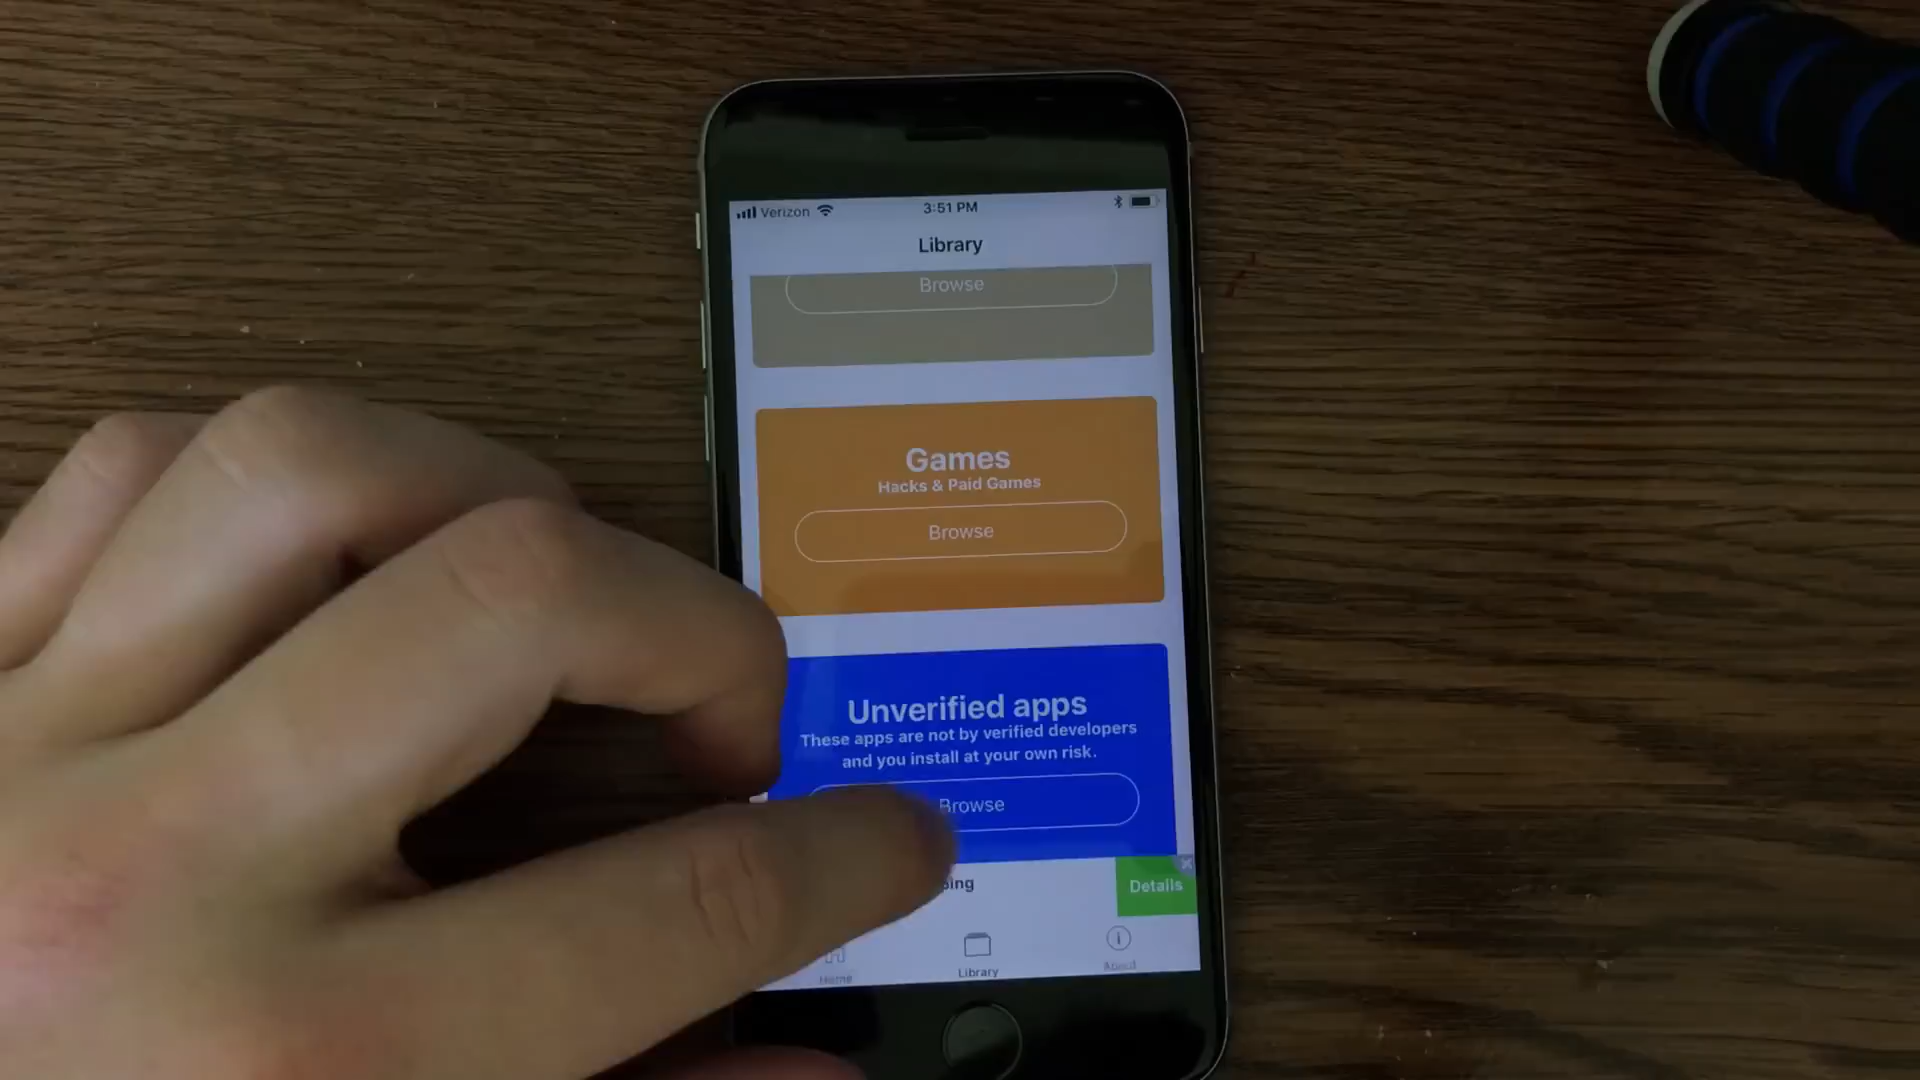 Verizon 3:51 PM
Library
Browse
Games
Hacks & Paid Games
Browse
Unverified apps
These apps are not by verified developers
and you install at your own risk.
Browse
Details
Home Library About